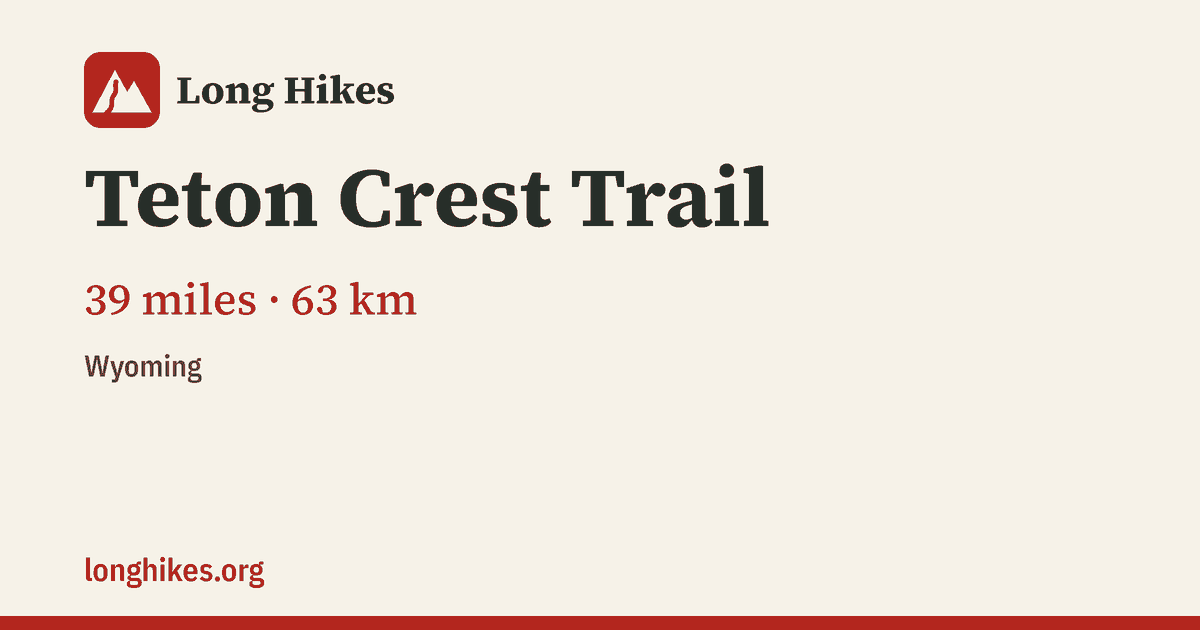 Long Hikes
Teton Crest Trail
39 miles · 63 km
Wyoming
longhikes.org